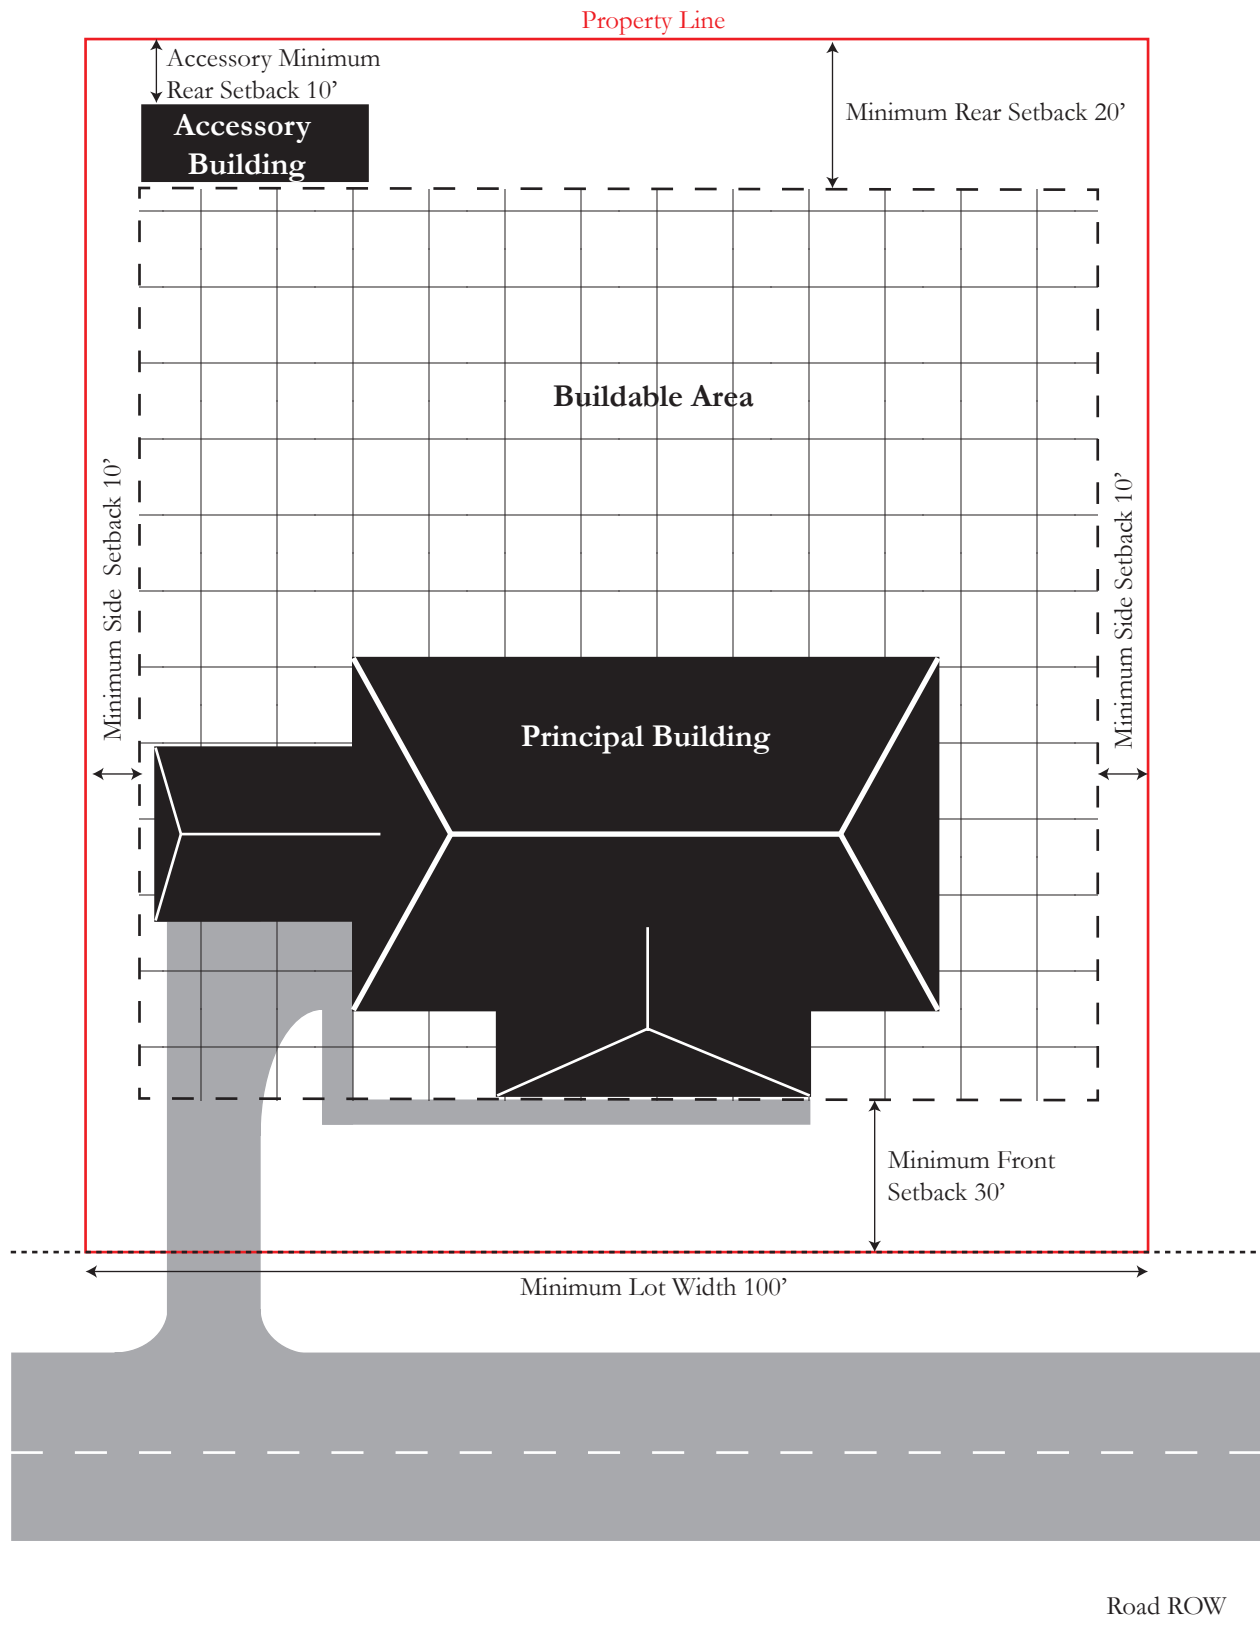 Property Line
Accessory Minimum
Rear Setback 10’
Minimum Rear Setback 20’
Accessory
Building
Buildable Area
Minimum Side Setback 10’
Minimum Side Setback 10’
Principal Building
Minimum Front
Setback 30’
Minimum Lot Width 100’
Road ROW